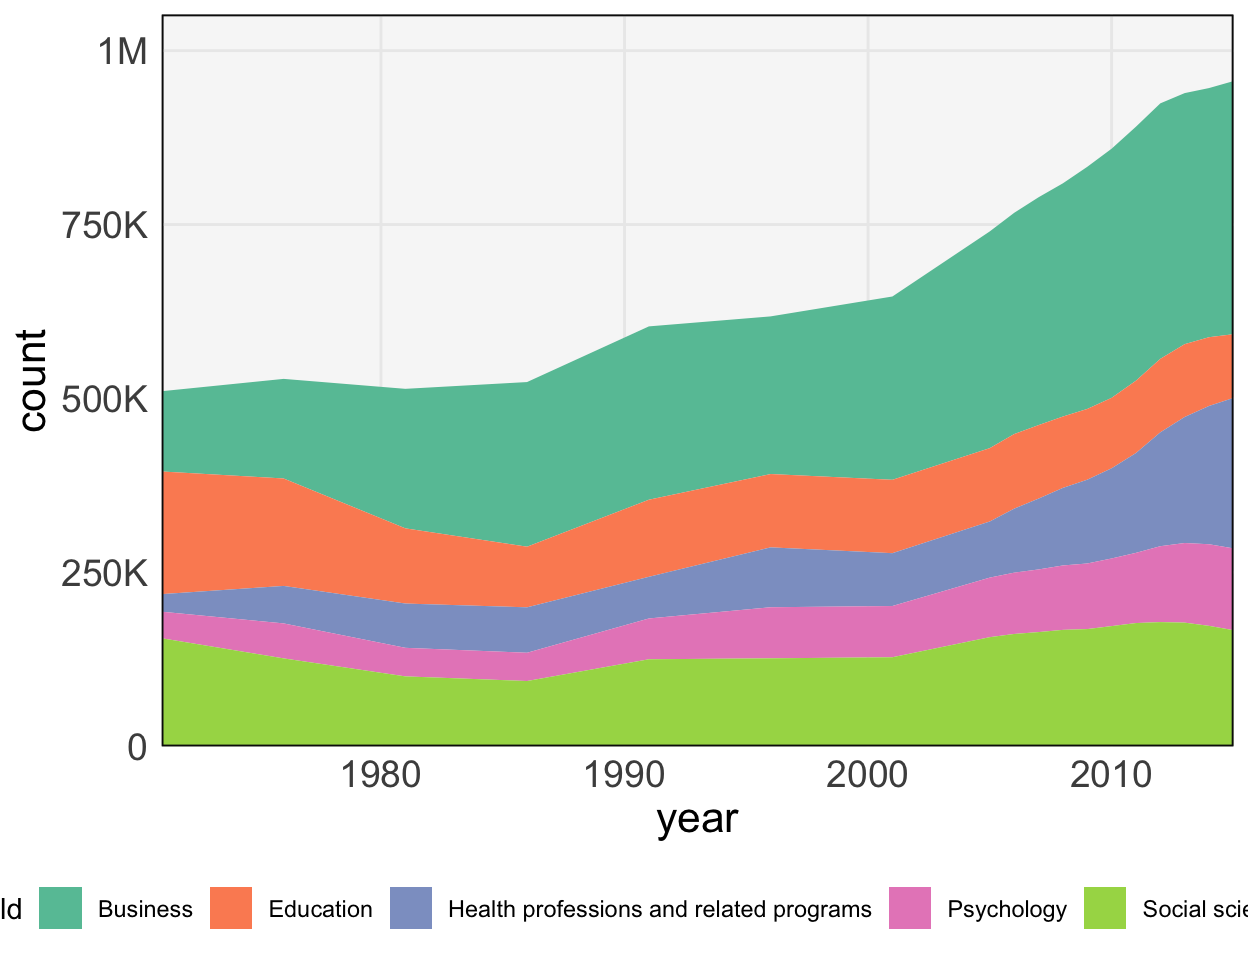 1M
750K
500K
250K
0
count
1980 1990 2000 2010
year
Business Education Health professions and related programs Psychology Social